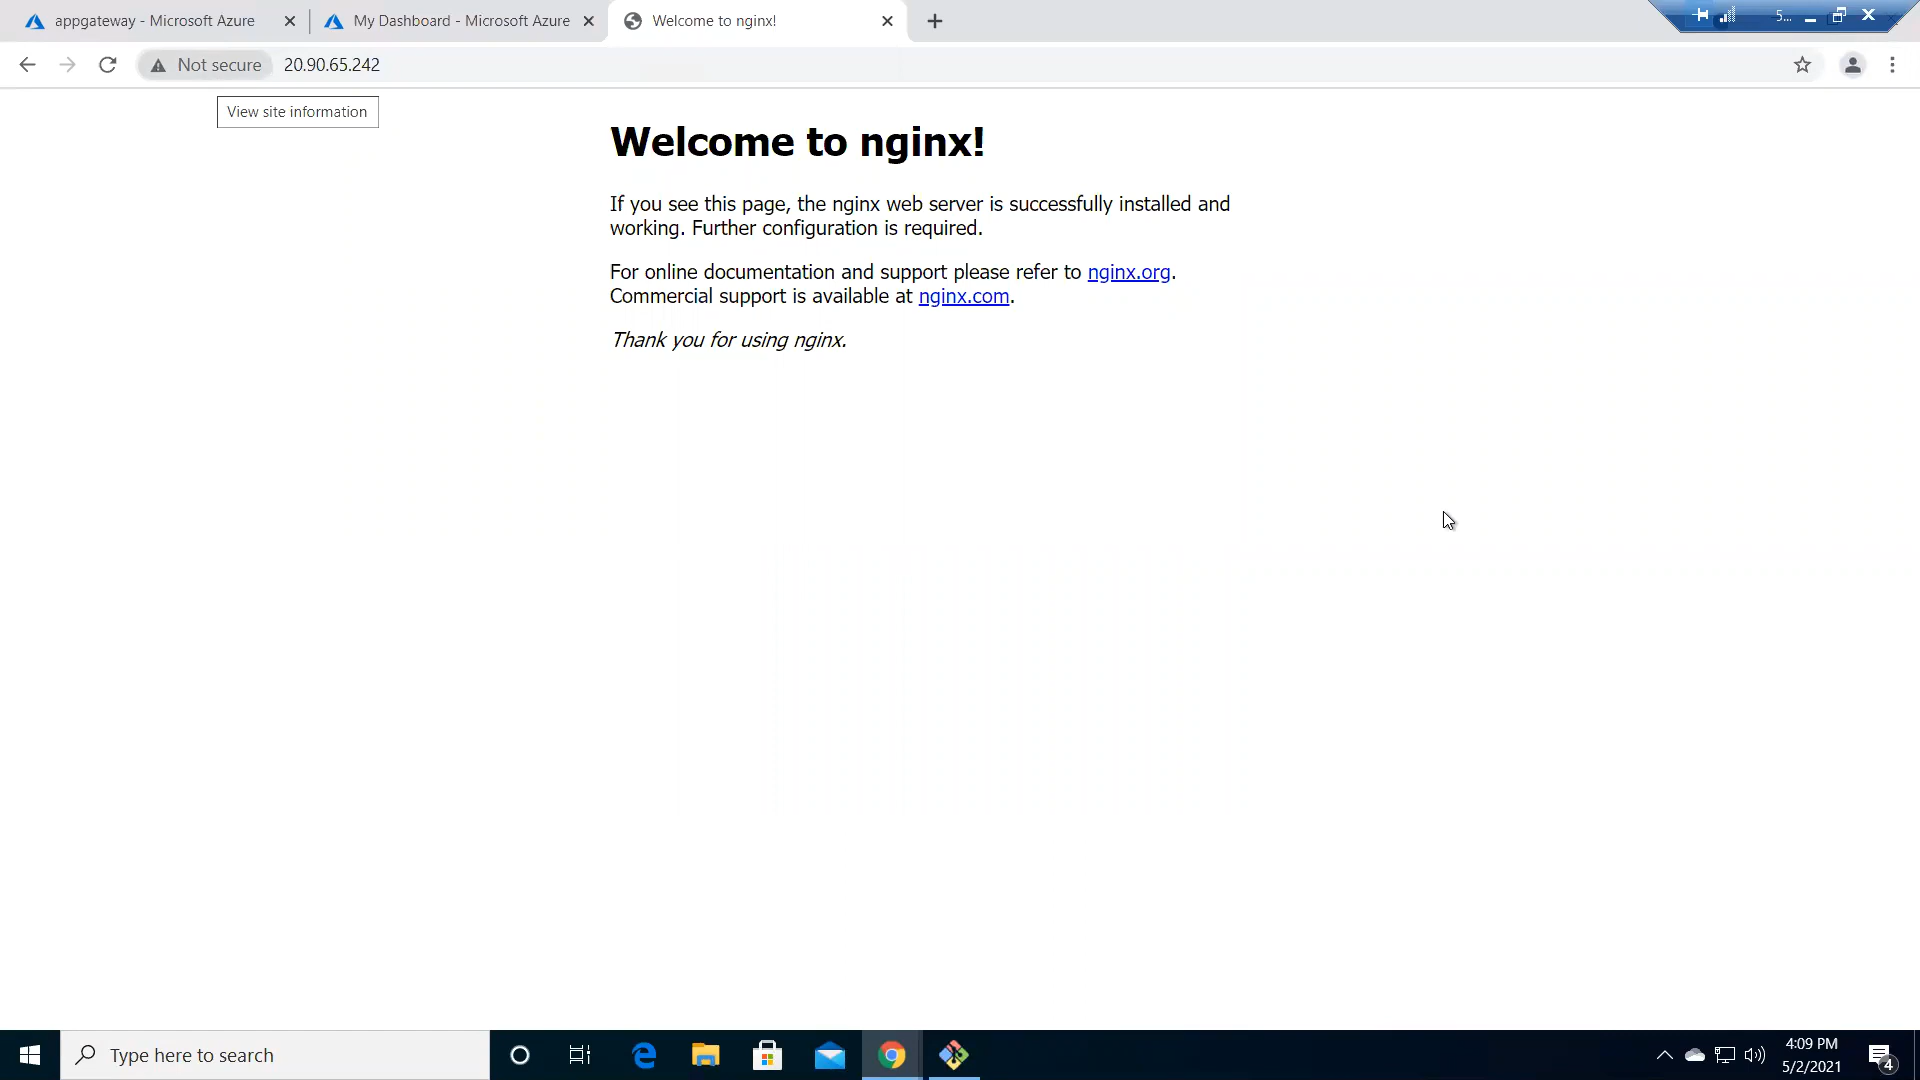 appgateway - Microsoft Azure
My Dashboard - Microsoft Azure
Welcome to nginx!
5...
Not secure
20.90.65.242
View site information
Welcome to nginx!
If you see this page, the nginx web server is successfully installed and
working. Further configuration is required.
For online documentation and support please refer to nginx.org.
Commercial support is available at nginx.com.
Thank you for using nginx.
Type here to search
4:09 PM
5/2/2021
4